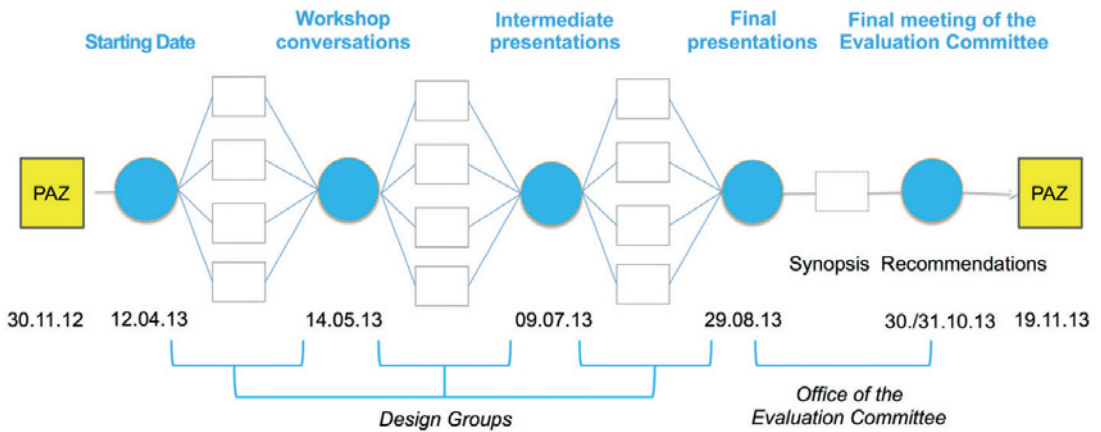 Starting Date
Workshop
conversations
Intermediate
presentations
Final
presentations
Final meeting of the
Evaluation Committee
PAZ
PAZ
Synopsis
Recommendations
30.11.12
12.04.13
14.05.13
09.07.13
29.08.13
30./31.10.13
19.11.13
Design Groups
Office of the
Evaluation Committee